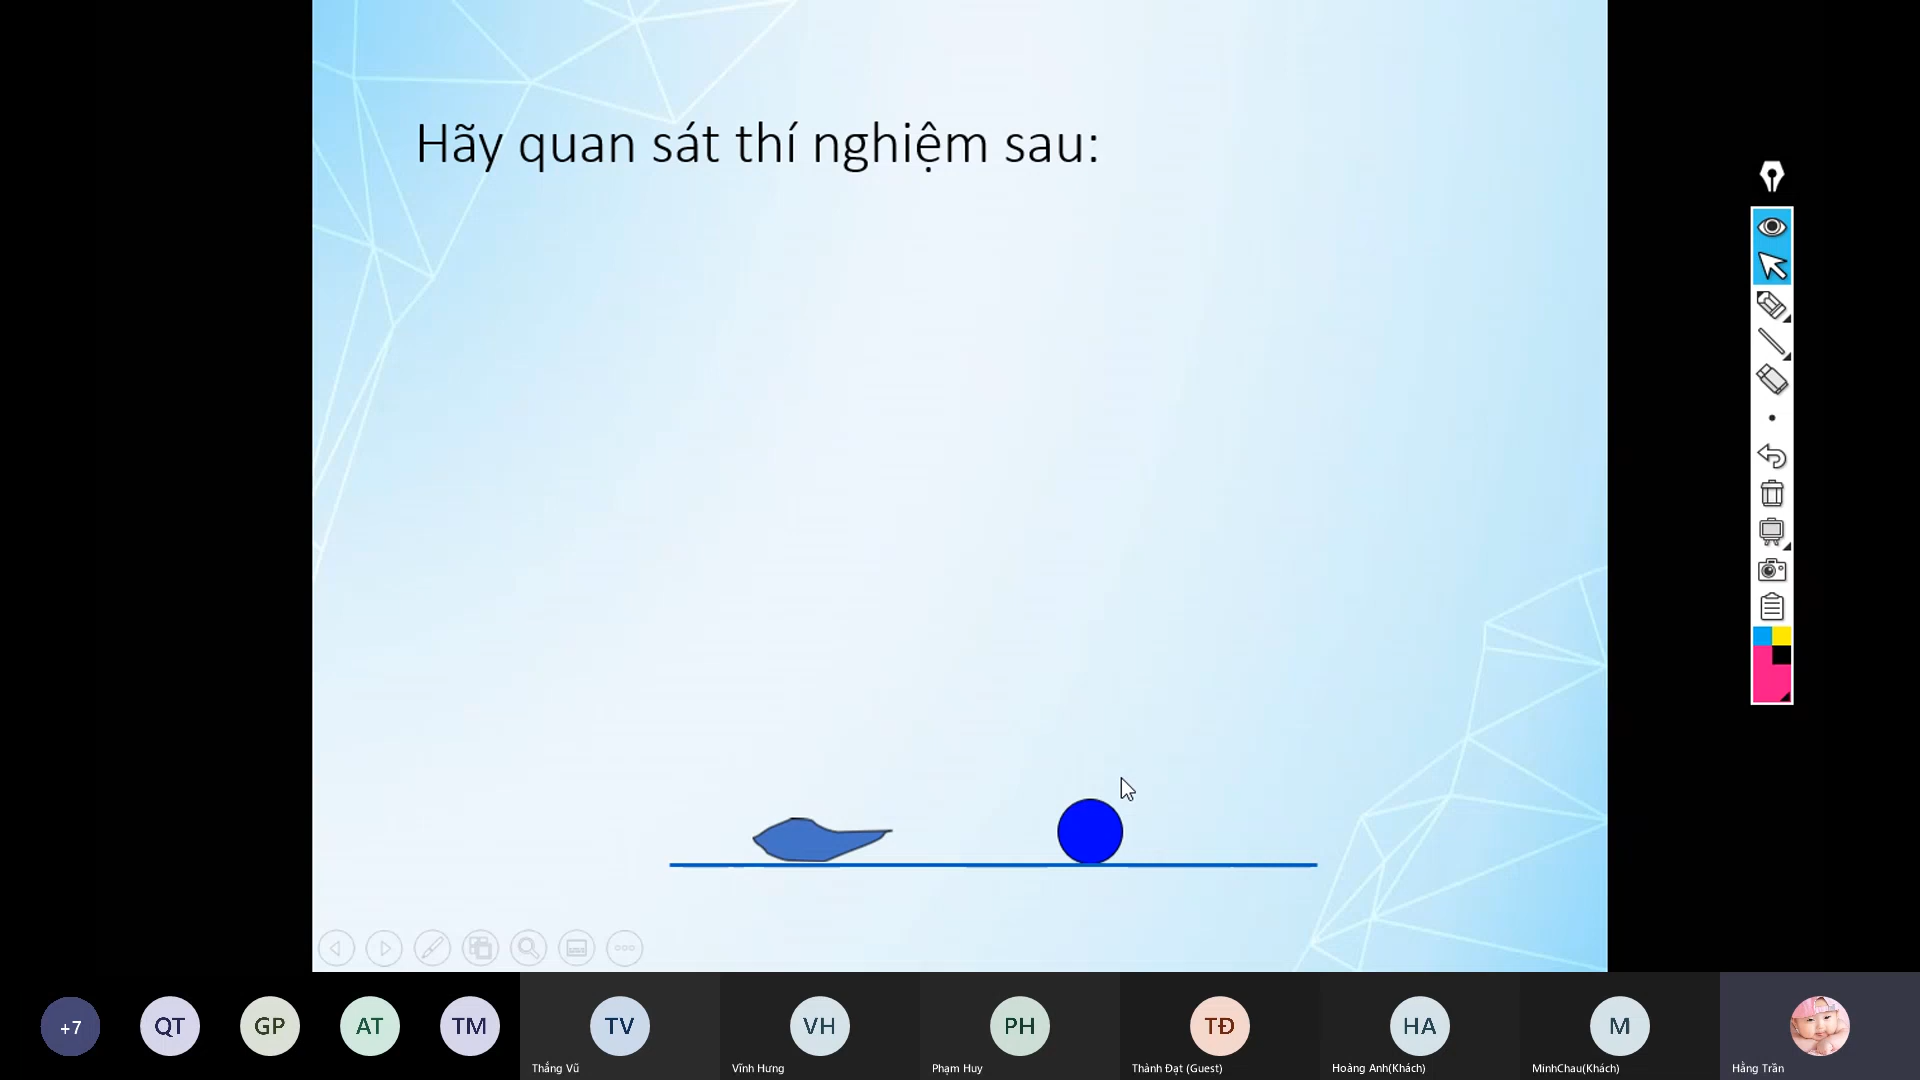 Hãy quan sát thí nghiệm sau:
+7
QT
GP
AT
TM
TV
VH
PH
TĐ
HA
M
Thắng Vũ
Vĩnh Hưng
Phạm Huy
Thành Đạt (Guest)
Hoàng Anh(Khách)
MinhChau(Khách)
Hằng Trần